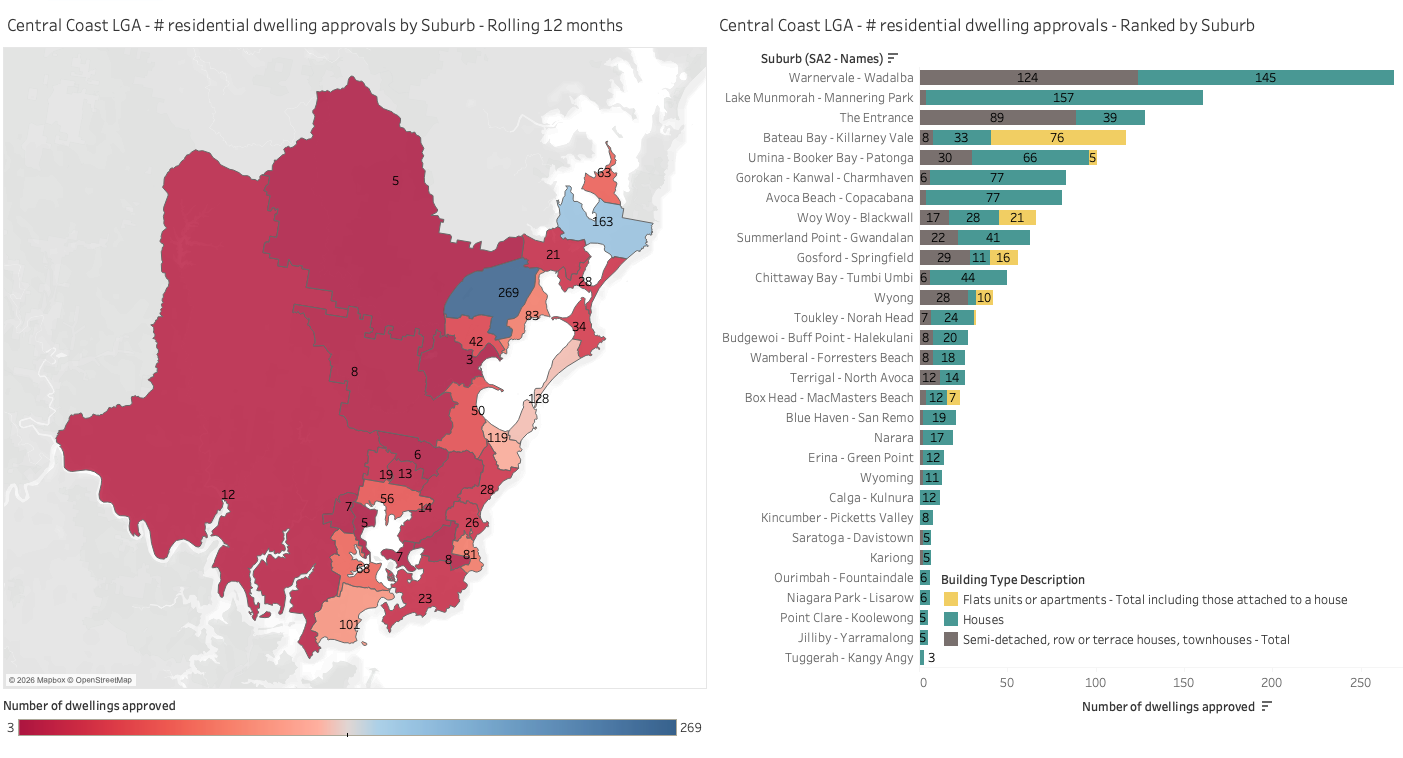 Central Coast LGA - # residential dwelling approvals by Suburb - Rolling 12 months
5
63
163
21
28
269
83
34
42
3
8
128
50
119
6
19 13
28
12
56
7
14
5
26
7
8
81
68
23
101
© 2026 Mapbox © OpenStreetMap
Number of dwellings approved
3
269
Central Coast LGA - # residential dwelling approvals - Ranked by Suburb
Suburb (SA2 - Names)
Warnervale - Wadalba 124 145
Lake Munmorah - Mannering Park 157
The Entrance 89 39
Bateau Bay - Killarney Vale 8 33 76
Umina - Booker Bay - Patonga 30 66 5
Gorokan - Kanwal - Charmhaven 6 77
Avoca Beach - Copacabana 77
Woy Woy - Blackwall 17 28 21
Summerland Point - Gwandalan 22 41
Gosford - Springfield 29 11 16
Chittaway Bay - Tumbi Umbi 6 44
Wyong 28 10
Toukley - Norah Head 7 24
Budgewoi - Buff Point - Halekulani 8 20
Wamberal - Forresters Beach 8 18
Terrigal - North Avoca 12 14
Box Head - MacMasters Beach 12 7
Blue Haven - San Remo 19
Narara 17
Erina - Green Point 12
Wyoming 11
Calga - Kulnura 12
Kincumber - Picketts Valley 8
Saratoga - Davistown 5
Kariong 5
Ourimbah - Fountaindale 6
Niagara Park - Lisarow 6
Point Clare - Koolewong 5
Jilliby - Yarramalong 5
Tuggerah - Kangy Angy 3
Building Type Description
Flats units or apartments - Total including those attached to a house
Houses
Semi-detached, row or terrace houses, townhouses - Total
0 50 100 150 200 250
Number of dwellings approved